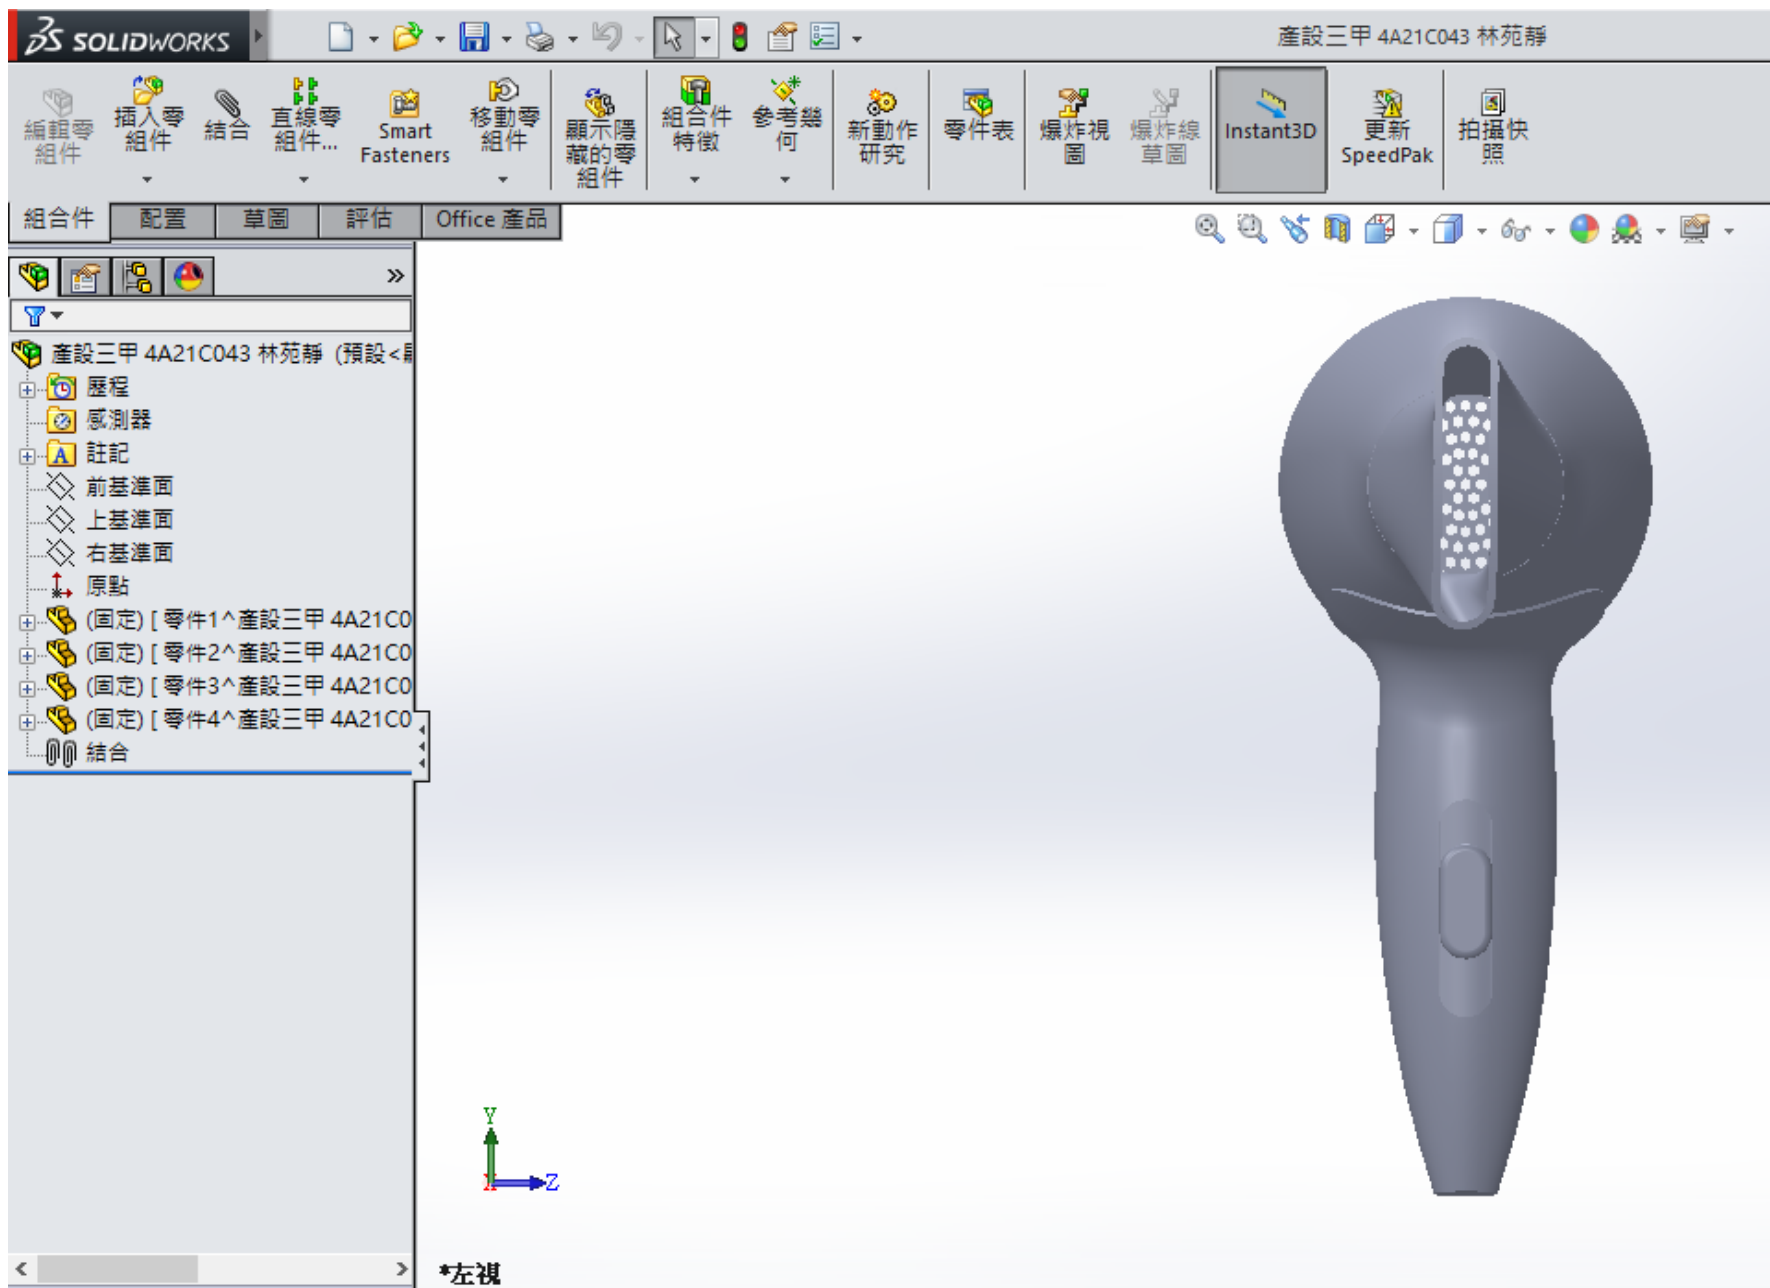 SOLIDWORKS
產設三甲 4A21C043 林苑靜
編輯零
組件
插入零
組件
結合
直線零
組件...
Smart
Fasteners
移動零
組件
顯示隱
藏的零
組件
組合件
特徵
參考幾
何
新動作
研究
零件表
爆炸視
圖
爆炸線
草圖
Instant3D
更新
SpeedPak
拍攝快
照
組合件
配置
草圖
評估
Office 產品
產設三甲 4A21C043 林苑靜 (預設<
歷程
感測器
註記
前基準面
上基準面
右基準面
原點
(固定) [ 零件1^產設三甲 4A21C0
(固定) [ 零件2^產設三甲 4A21C0
(固定) [ 零件3^產設三甲 4A21C0
(固定) [ 零件4^產設三甲 4A21C0
結合
Y
X
Z
*左視